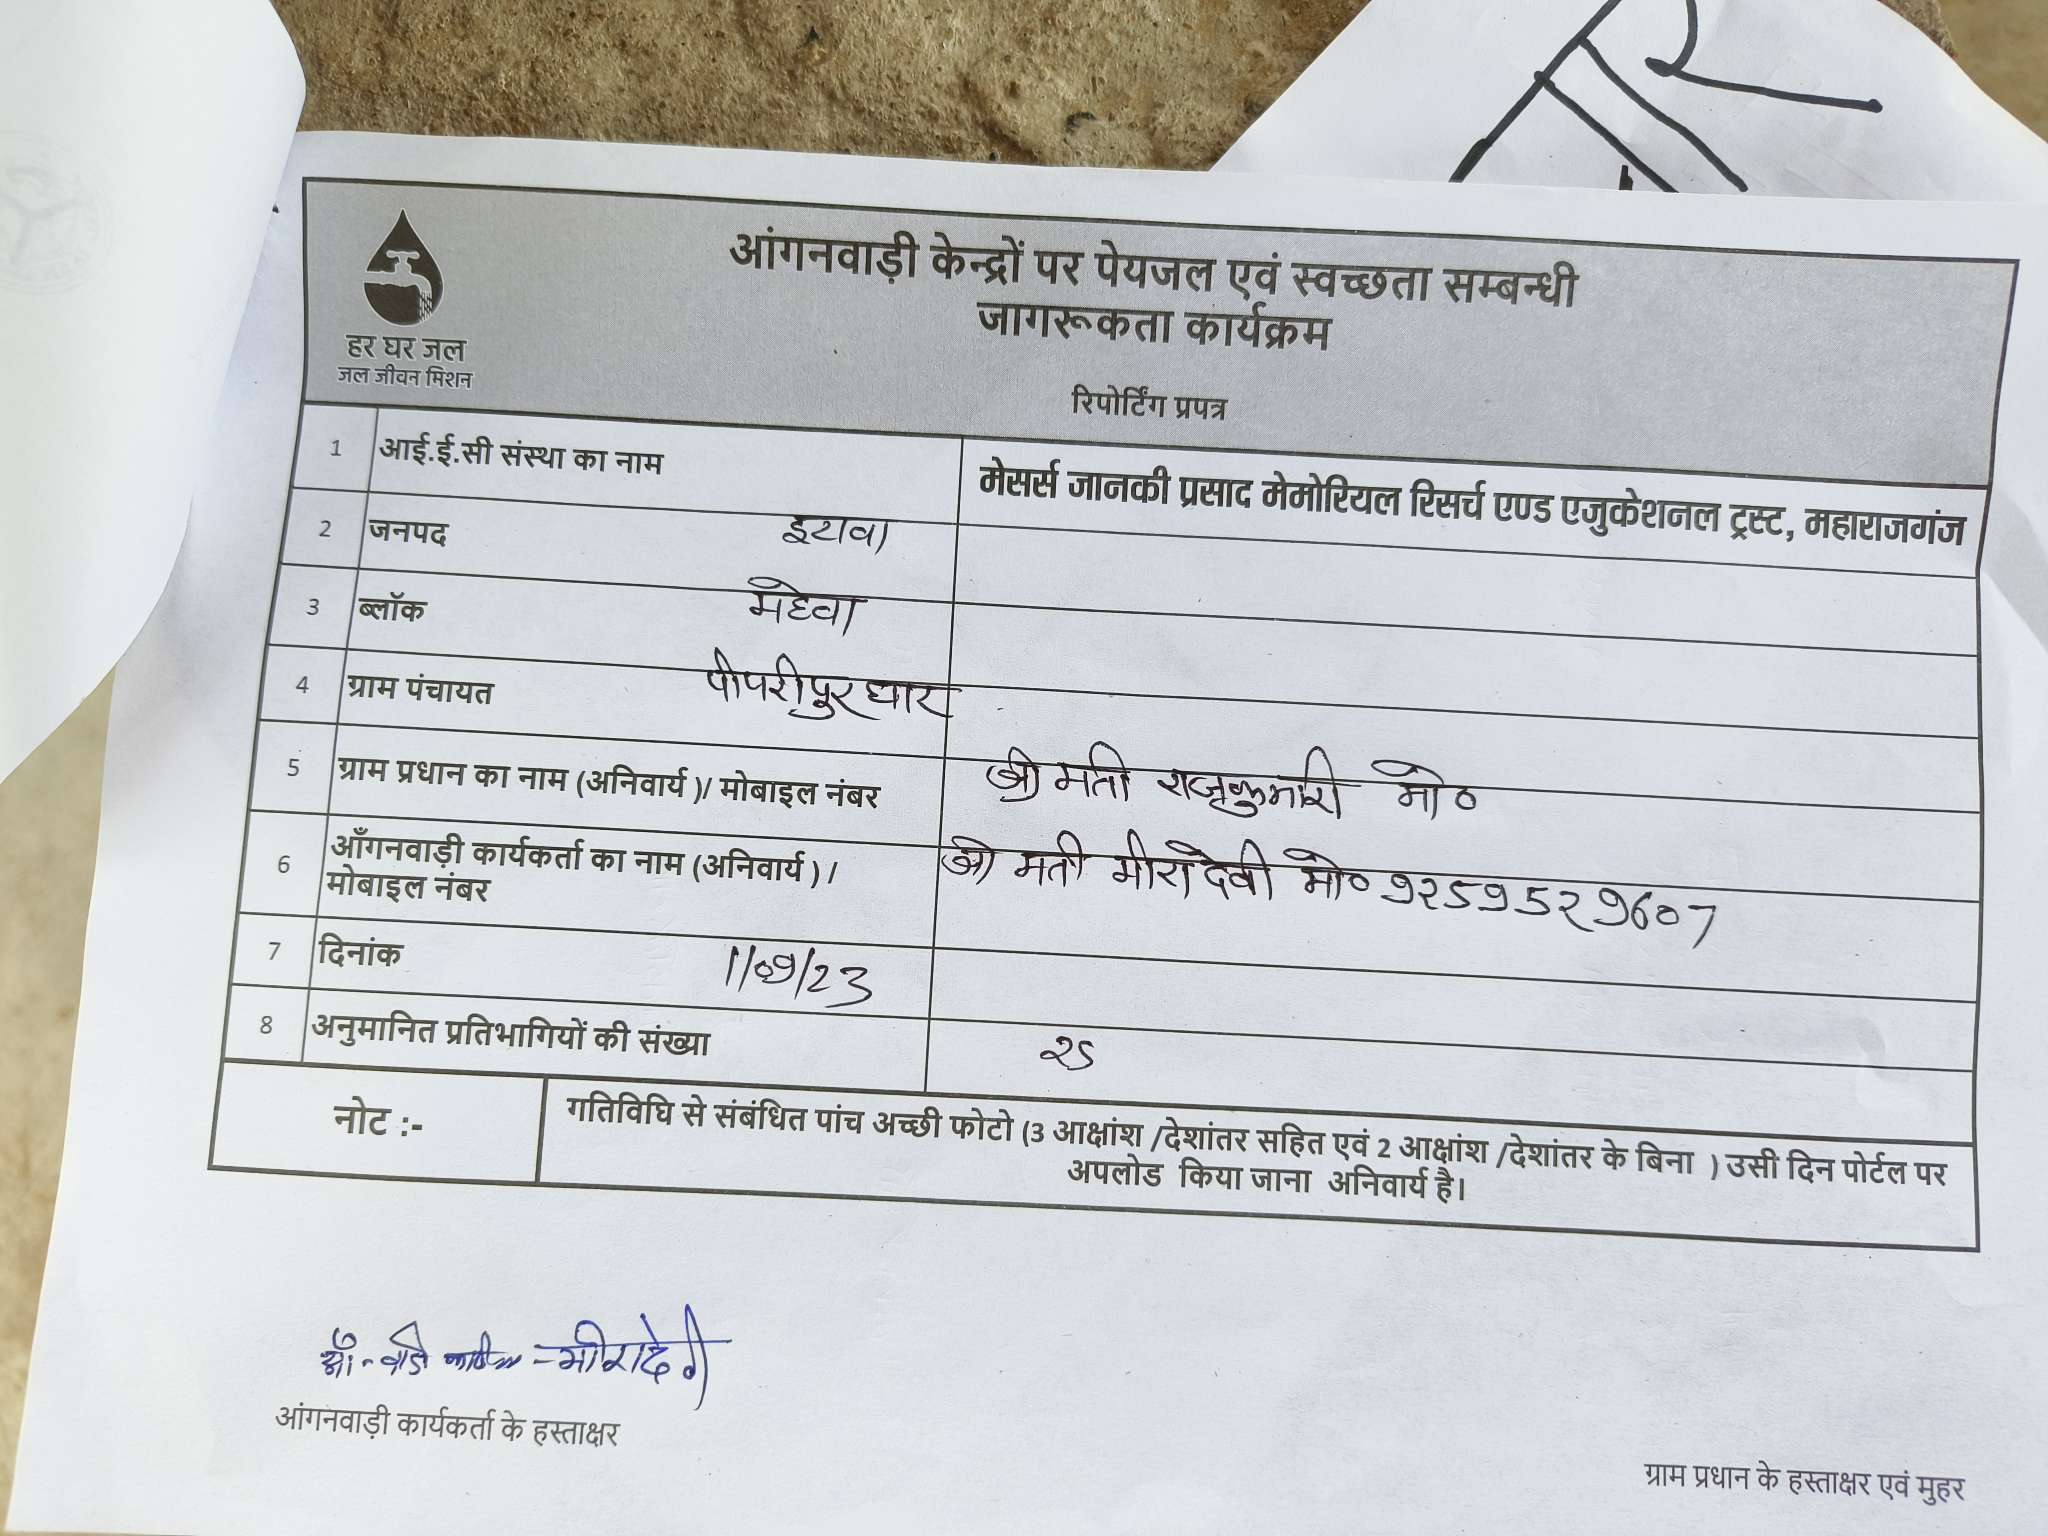 हर घर जल
जल जीवन मिशन
आंगनवाड़ी केन्द्रों पर पेयजल एवं स्वच्छता सम्बन्धी
जागरूकता कार्यक्रम
रिपोर्टिंग प्रपत्र
1 आई.ई.सी संस्था का नाम मेसर्स जानकी प्रसाद मेमोरियल रिसर्च एण्ड एजुकेशनल ट्रस्ट, महाराजगंज
2 जनपद इटावा
3 ब्लॉक महेवा
4 ग्राम पंचायत पीपरीपुर घार
5 ग्राम प्रधान का नाम (अनिवार्य )/ मोबाइल नंबर श्री मती राजकुमारी मो०
6 आँगनवाड़ी कार्यकर्ता का नाम (अनिवार्य ) /
मोबाइल नंबर श्री मती मीरा देवी मो० 9259529607
7 दिनांक 1/09/23
8 अनुमानित प्रतिभागियों की संख्या २5
नोट :- गतिविधि से संबंधित पांच अच्छी फोटो (3 आक्षांश /देशांतर सहित एवं 2 आक्षांश /देशांतर के बिना ) उसी दिन पोर्टल पर
अपलोड किया जाना अनिवार्य है।
मीरादेवी
आंगनवाड़ी कार्यकर्ता के हस्ताक्षर
ग्राम प्रधान के हस्ताक्षर एवं मुहर